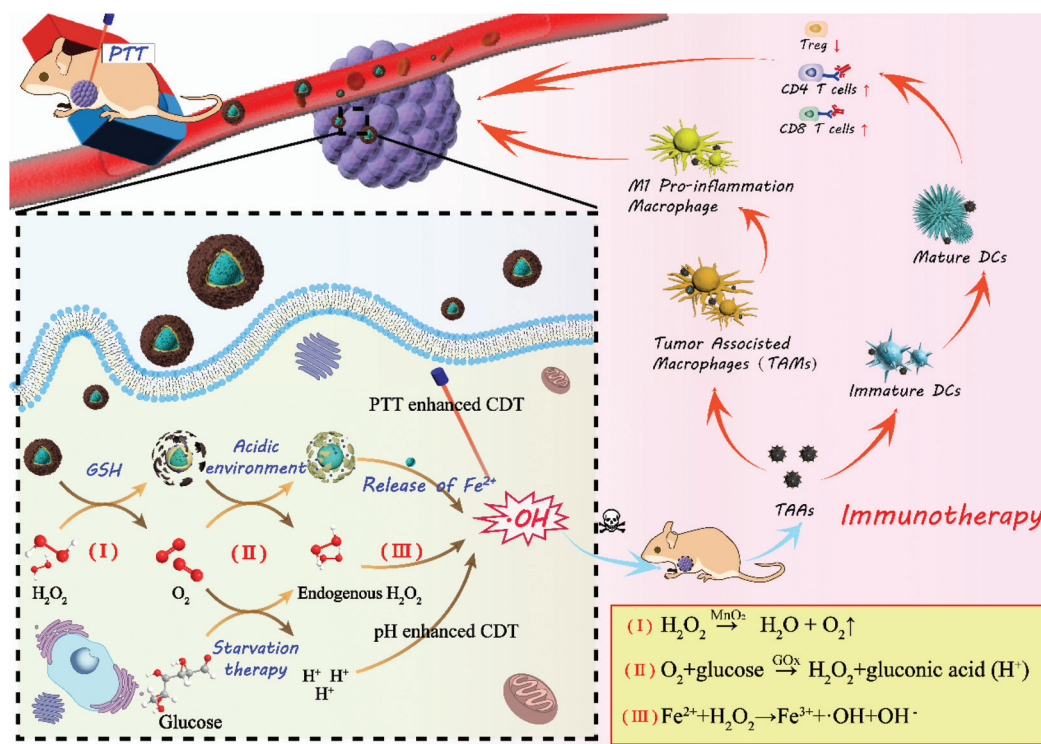 PTT
Treg ↓
CD4 T cells ↑
CD8 T cells ↑
M1 Pro-inflammation
Macrophage
Mature DCs
Tumor Associsted
Macrophages (TAMs)
Immature DCs
TAAs
Immunotherapy
PTT enhanced CDT
GSH
Acidic
environment
Release of Fe²⁺
·OH
(I)
(II)
(III)
H₂O₂
O₂
Endogenous H₂O₂
pH enhanced CDT
Starvation
therapy
H⁺ H⁺
H⁺
Glucose
(I) H₂O₂ MnO₂→ H₂O + O₂↑
(II) O₂+glucose GOx→ H₂O₂+gluconic acid (H⁺)
(III) Fe²⁺+H₂O₂→Fe³⁺+·OH+OH⁻